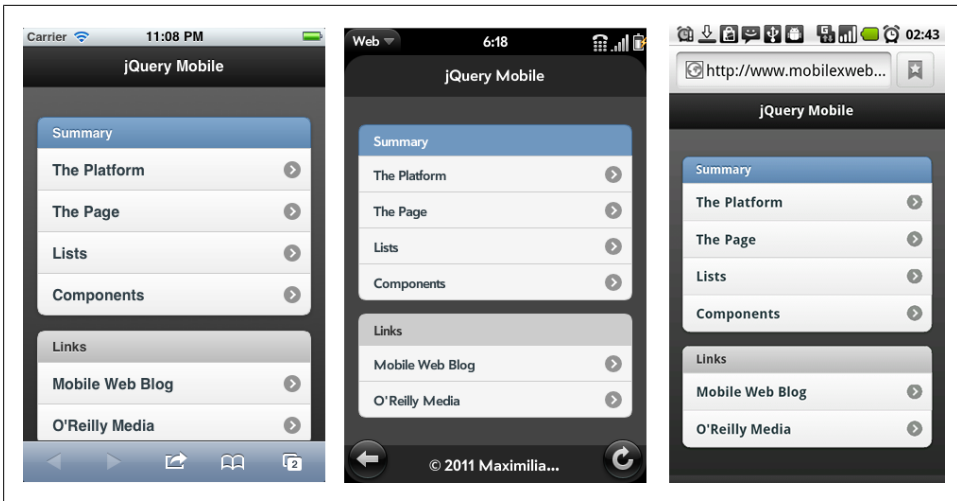 Carrier 11:08 PM
jQuery Mobile
Summary
The Platform
The Page
Lists
Components
Links
Mobile Web Blog
O'Reilly Media
2
Web 6:18
jQuery Mobile
Summary
The Platform
The Page
Lists
Components
Links
Mobile Web Blog
O'Reilly Media
© 2011 Maximilia...
02:43
http://www.mobilexweb...
jQuery Mobile
Summary
The Platform
The Page
Lists
Components
Links
Mobile Web Blog
O'Reilly Media